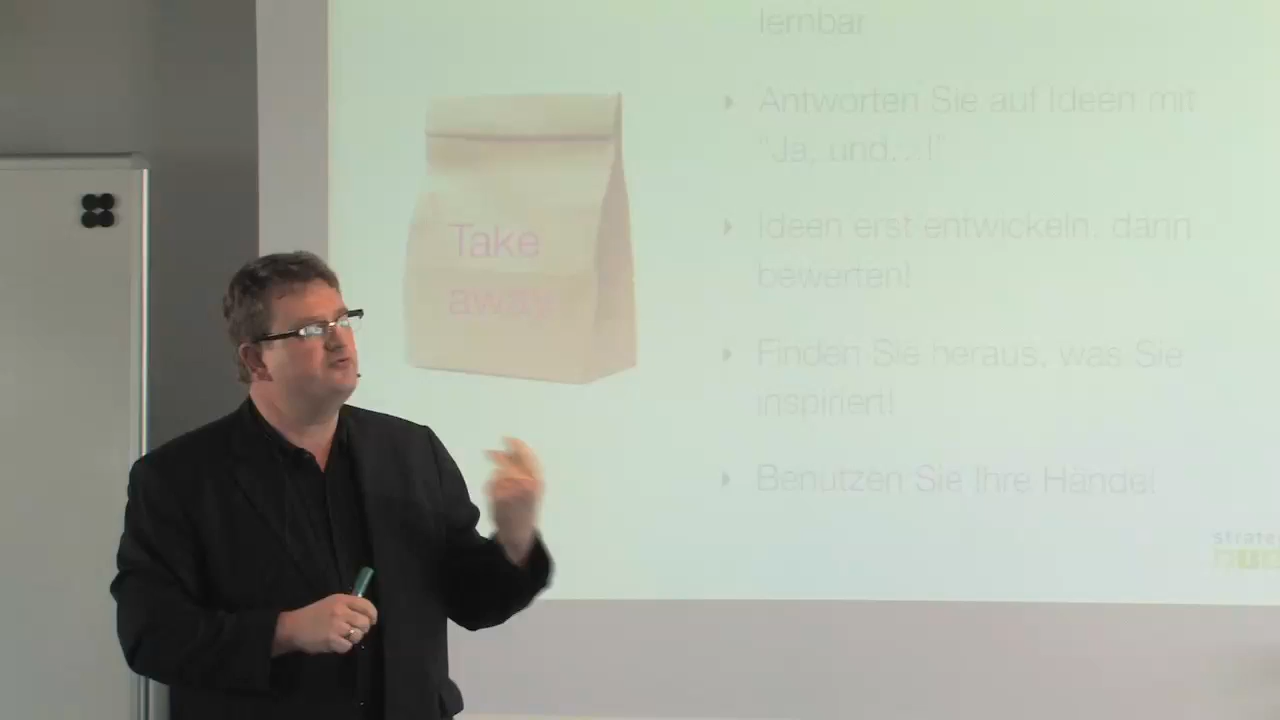 lernbar
Antworten Sie auf Ideen mit
"Ja, und...!"
Ideen erst entwickeln, dann
bewerten!
Finden Sie heraus, was Sie
inspiriert!
Benutzen Sie Ihre Hände!
Take
away